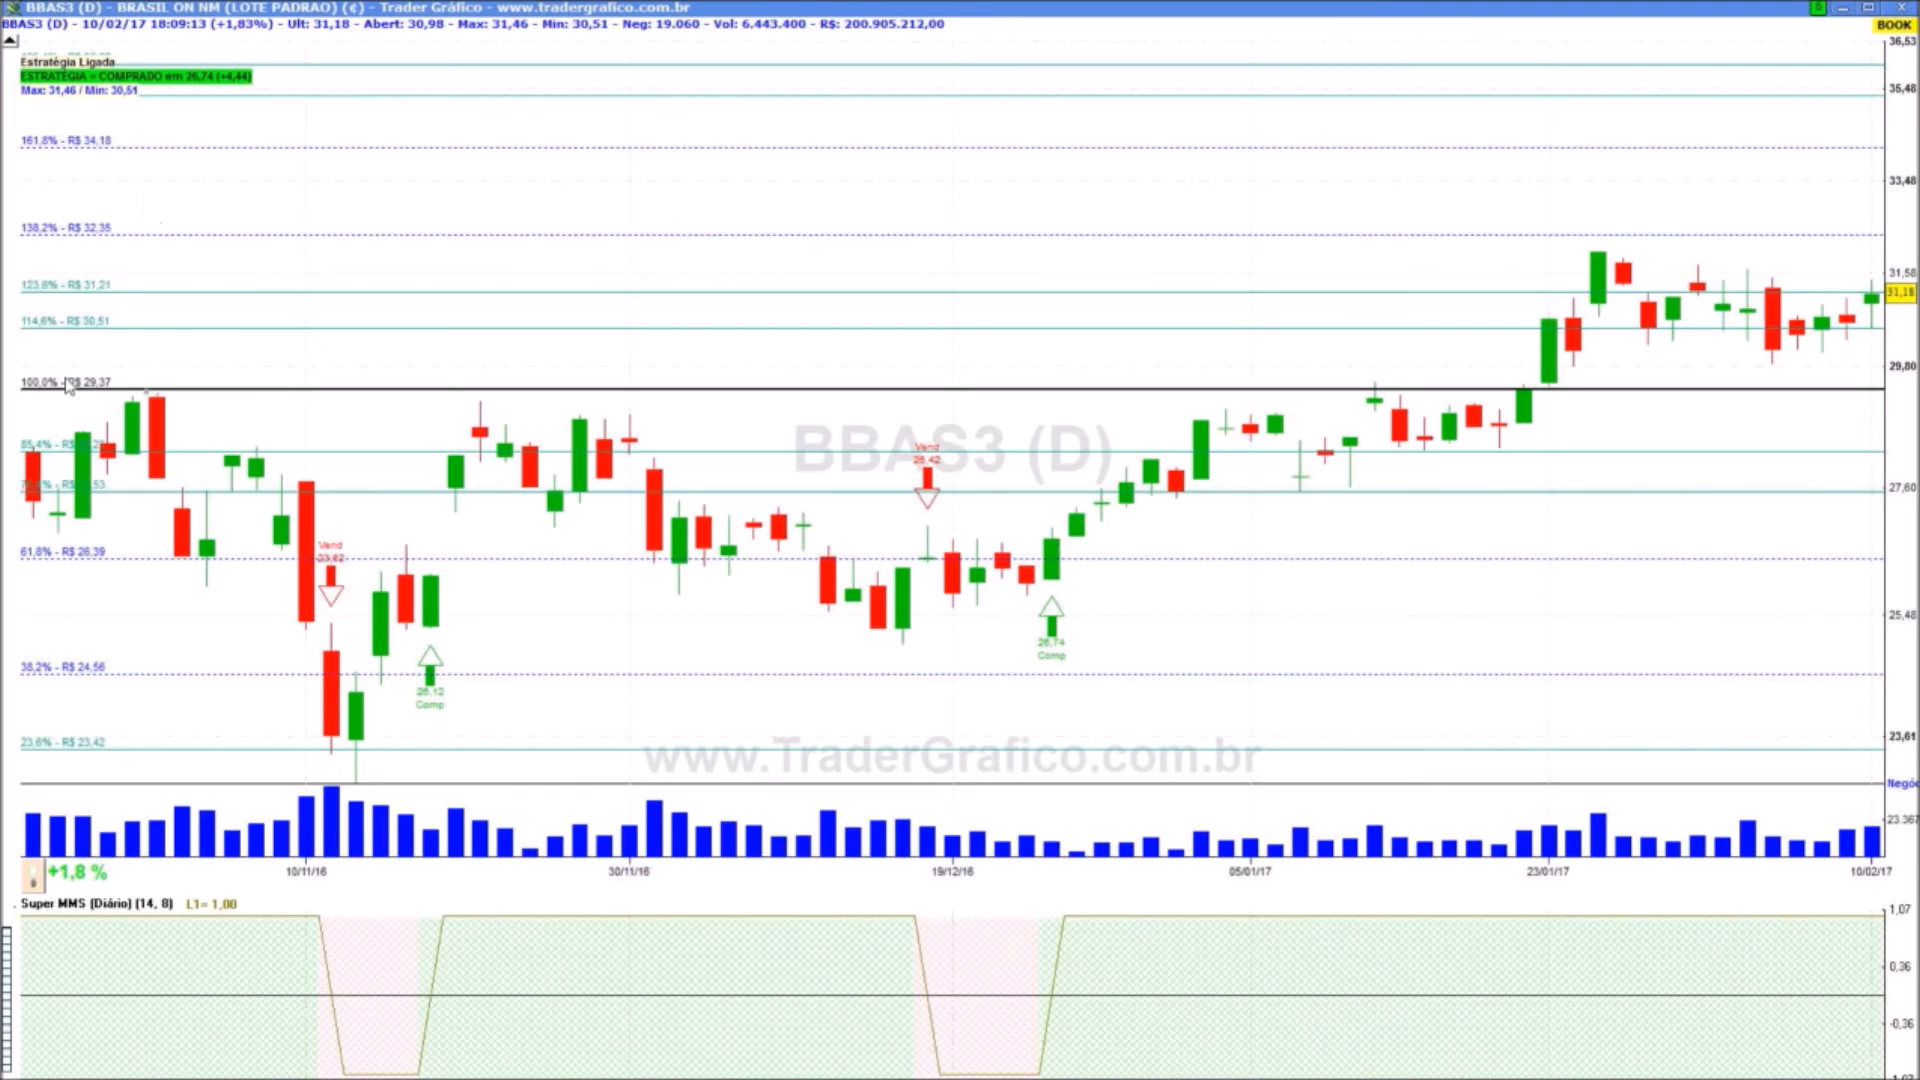 BBAS3 (D) - BRASIL ON NM (LOTE PADRAO) (¢) - Trader Gráfico - www.tradergrafico.com.br
BBAS3 (D) - 10/02/17 18:09:13 (+1,83%) - Ult: 31,18 - Abert: 30,98 - Max: 31,46 - Min: 30,51 - Neg: 19.060 - Vol: 6.443.400 - R$: 200.905.212,00
BOOK
36,53
Estratégia Ligada
ESTRATÉGIA = COMPRADO em 26,74 (+4,44)
Max: 31,46 / Min: 30,51
35,48
161,8% - R$ 34,18
33,48
138,2% - R$ 32,35
31,58
123,6% - R$ 31,21
31,18
114,6% - R$ 30,51
29,80
100,0% - R$ 29,37
BBAS3 (D)
85,4% - R$
Vend
26,42
27,60
Vend
61,8% - R$ 26,39
25,48
26,74
Comp
38,2% - R$ 24,56
26,12
Comp
23,6% - R$ 23,42
www.TraderGrafico.com.br
23,61
Negóc
23.367
+1,8 %
10/11/16
30/11/16
19/12/16
05/01/17
23/01/17
10/02/17
Super MMS (Diário) (14, 8) L1= 1,00
1,07
0,36
-0,36